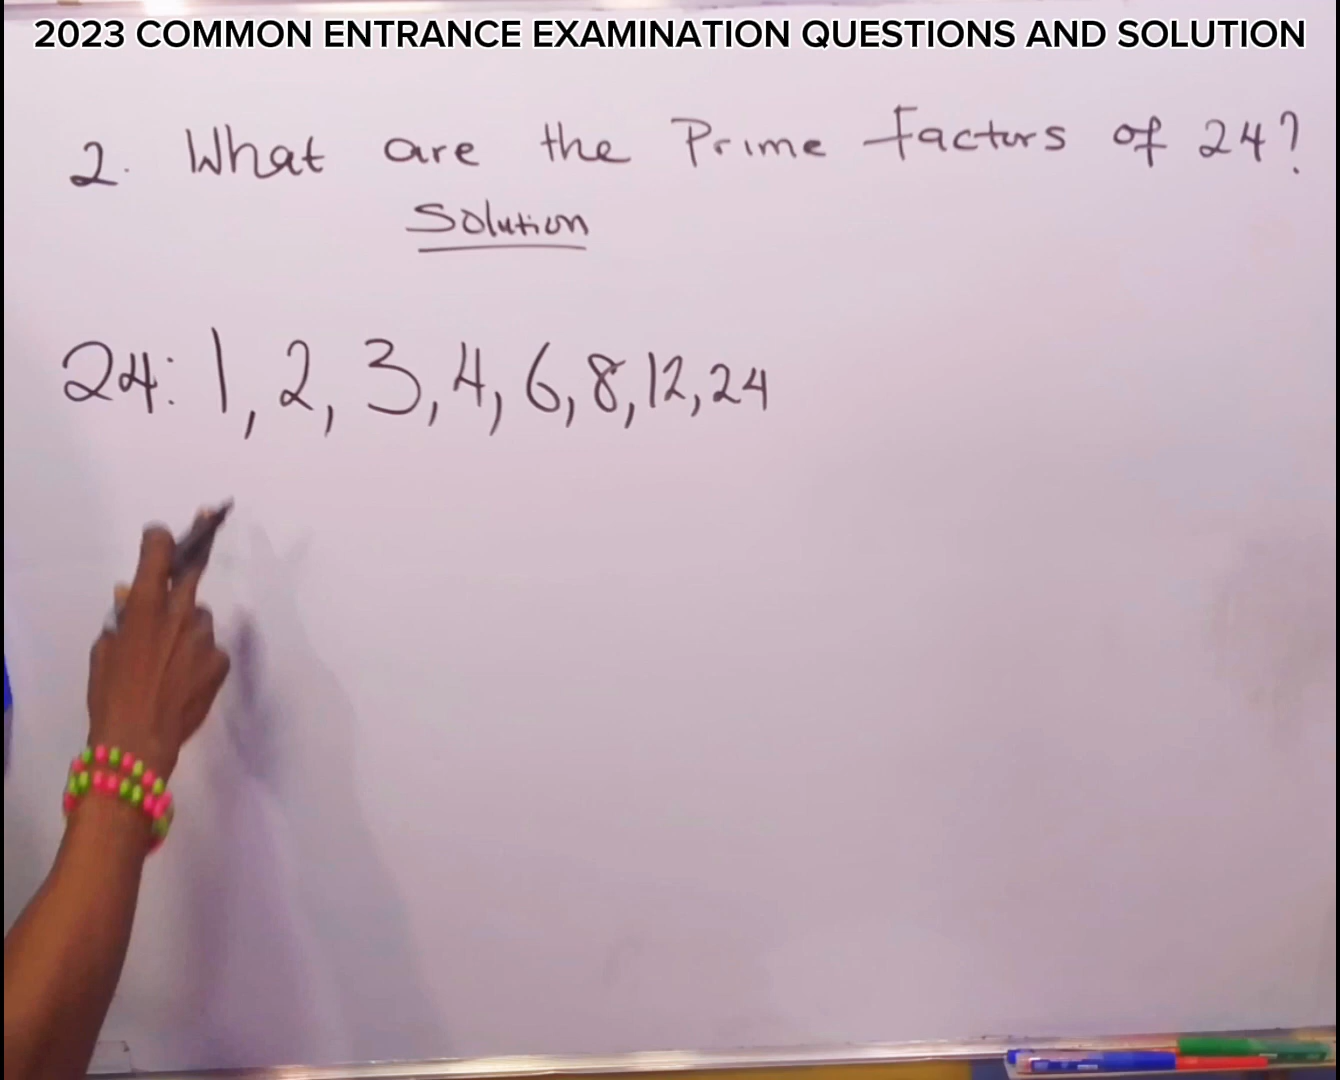 2023 COMMON ENTRANCE EXAMINATION QUESTIONS AND SOLUTION
2. What are the Prime Factors of 24?
Solution
24: 1, 2, 3, 4, 6, 8, 12, 24